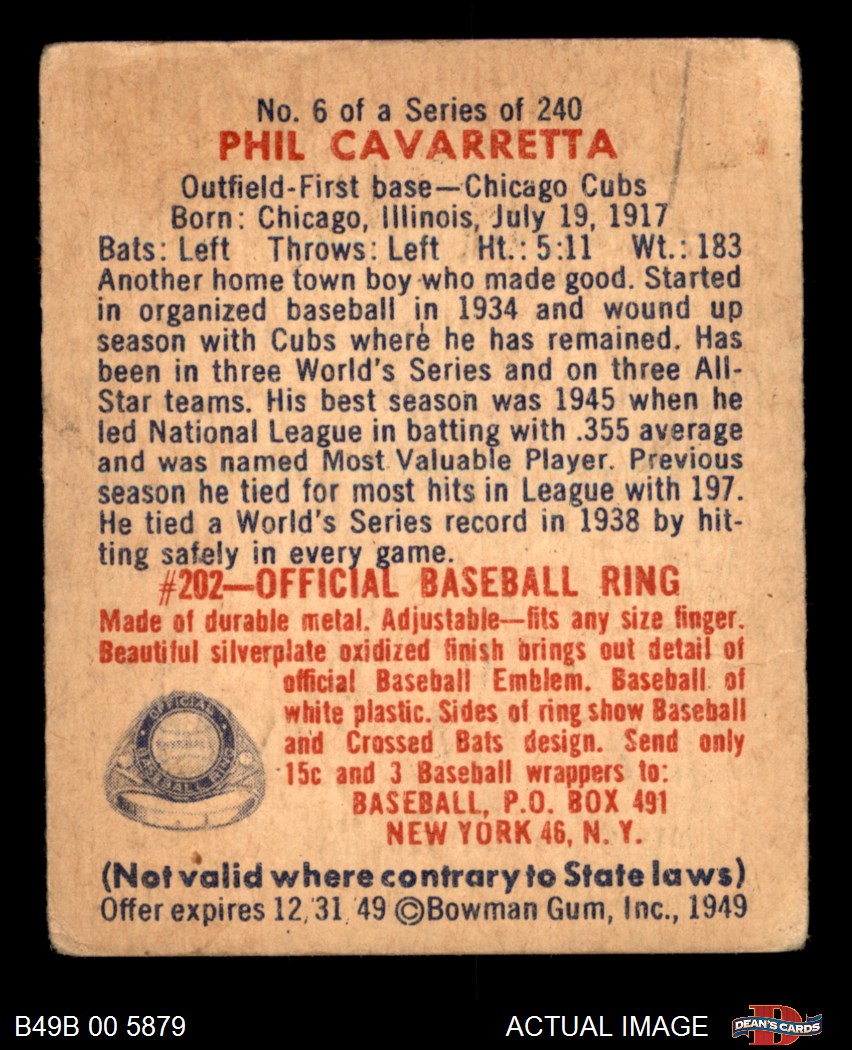 No. 6 of a Series of 240
PHIL CAVARRETTA
Outfield-First base—Chicago Cubs
Born: Chicago, Illinois, July 19, 1917
Bats: Left Throws: Left Ht.: 5:11 Wt.: 183
Another home town boy who made good. Started
in organized baseball in 1934 and wound up
season with Cubs where he has remained. Has
been in three World's Series and on three All-
Star teams. His best season was 1945 when he
led National League in batting with .355 average
and was named Most Valuable Player. Previous
season he tied for most hits in League with 197.
He tied a World's Series record in 1938 by hit-
ting safely in every game.
#202—OFFICIAL BASEBALL RING
Made of durable metal. Adjustable—fits any size finger.
Beautiful silverplate oxidized finish brings out detail of
official Baseball Emblem. Baseball of
white plastic. Sides of ring show Baseball
and Crossed Bats design. Send only
15c and 3 Baseball wrappers to:
BASEBALL, P.O. BOX 491
NEW YORK 46, N. Y.
OFFICIAL
BASEBALL
BASEBALL RING
(Not valid where contrary to State laws)
Offer expires 12/31/49 ©Bowman Gum, Inc., 1949
B49B 00 5879
ACTUAL IMAGE
D
DEAN'S CARDS